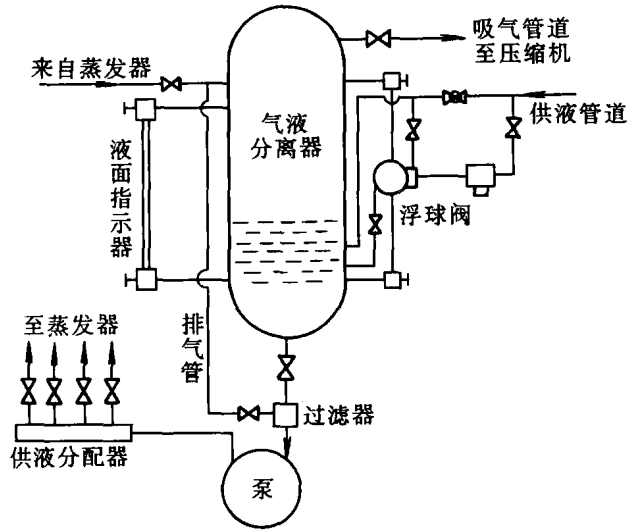 吸气管道
至压缩机
来自蒸发器
供液管道
气液
分离器
液面指示器
浮球阀
至蒸发器
排气管
过滤器
供液分配器
泵